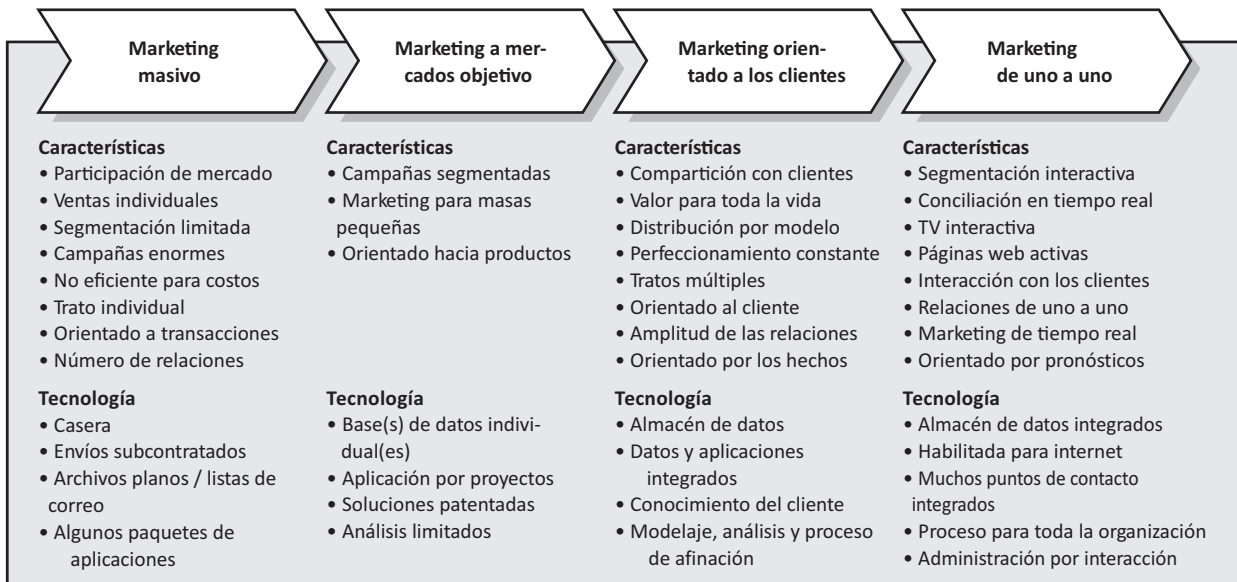 Marketing
masivo
Características
• Participación de mercado
• Ventas individuales
• Segmentación limitada
• Campañas enormes
• No eficiente para costos
• Trato individual
• Orientado a transacciones
• Número de relaciones
Tecnología
• Casera
• Envíos subcontratados
• Archivos planos / listas de
correo
• Algunos paquetes de
aplicaciones
Marketing a mer-
cados objetivo
Características
• Campañas segmentadas
• Marketing para masas
pequeñas
• Orientado hacia productos
Tecnología
• Base(s) de datos indivi-
dual(es)
• Aplicación por proyectos
• Soluciones patentadas
• Análisis limitados
Marketing orien-
tado a los clientes
Características
• Compartición con clientes
• Valor para toda la vida
• Distribución por modelo
• Perfeccionamiento constante
• Tratos múltiples
• Orientado al cliente
• Amplitud de las relaciones
• Orientado por los hechos
Tecnología
• Almacén de datos
• Datos y aplicaciones
integrados
• Conocimiento del cliente
• Modelaje, análisis y proceso
de afinación
Marketing
de uno a uno
Características
• Segmentación interactiva
• Conciliación en tiempo real
• TV interactiva
• Páginas web activas
• Interacción con los clientes
• Relaciones de uno a uno
• Marketing de tiempo real
• Orientado por pronósticos
Tecnología
• Almacén de datos integrados
• Habilitada para internet
• Muchos puntos de contacto
integrados
• Proceso para toda la organización
• Administración por interacción